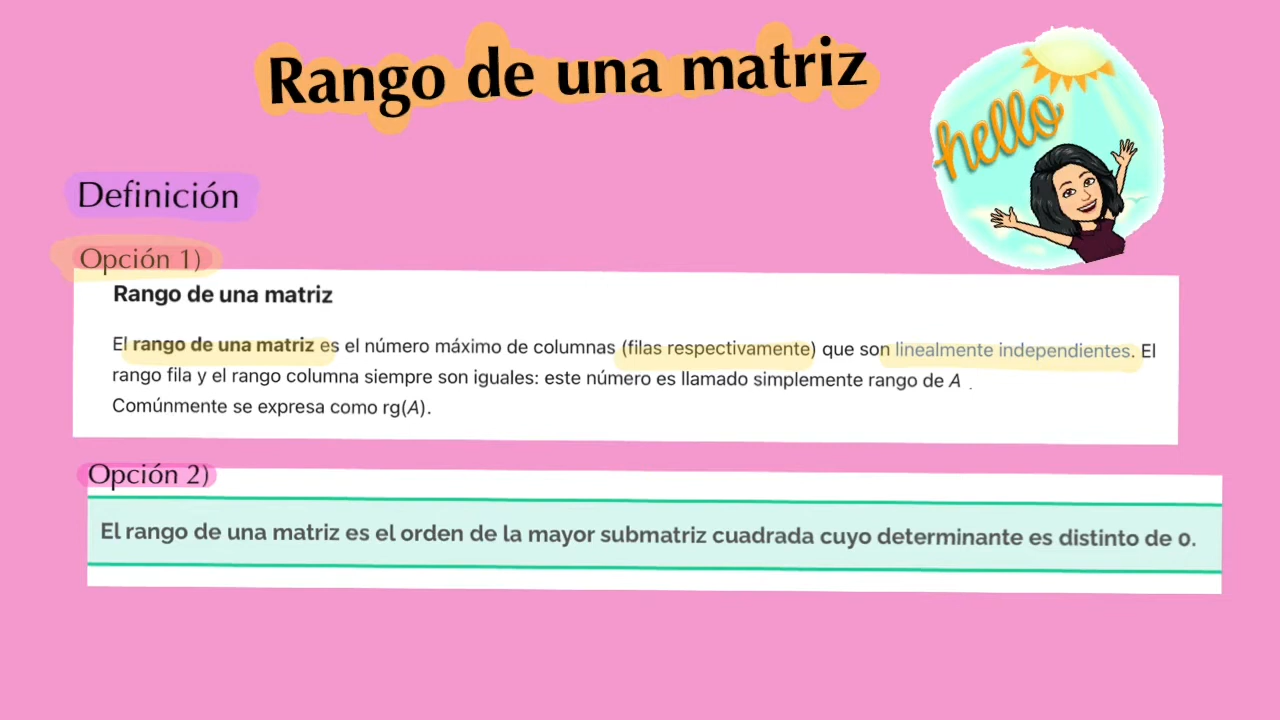 Rango de una matriz
hello
Definición
Opción 1)
Rango de una matriz
El rango de una matriz es el número máximo de columnas (filas respectivamente) que son linealmente independientes. El
rango fila y el rango columna siempre son iguales: este número es llamado simplemente rango de A .
Comúnmente se expresa como rg(A).
Opción 2)
El rango de una matriz es el orden de la mayor submatriz cuadrada cuyo determinante es distinto de 0.